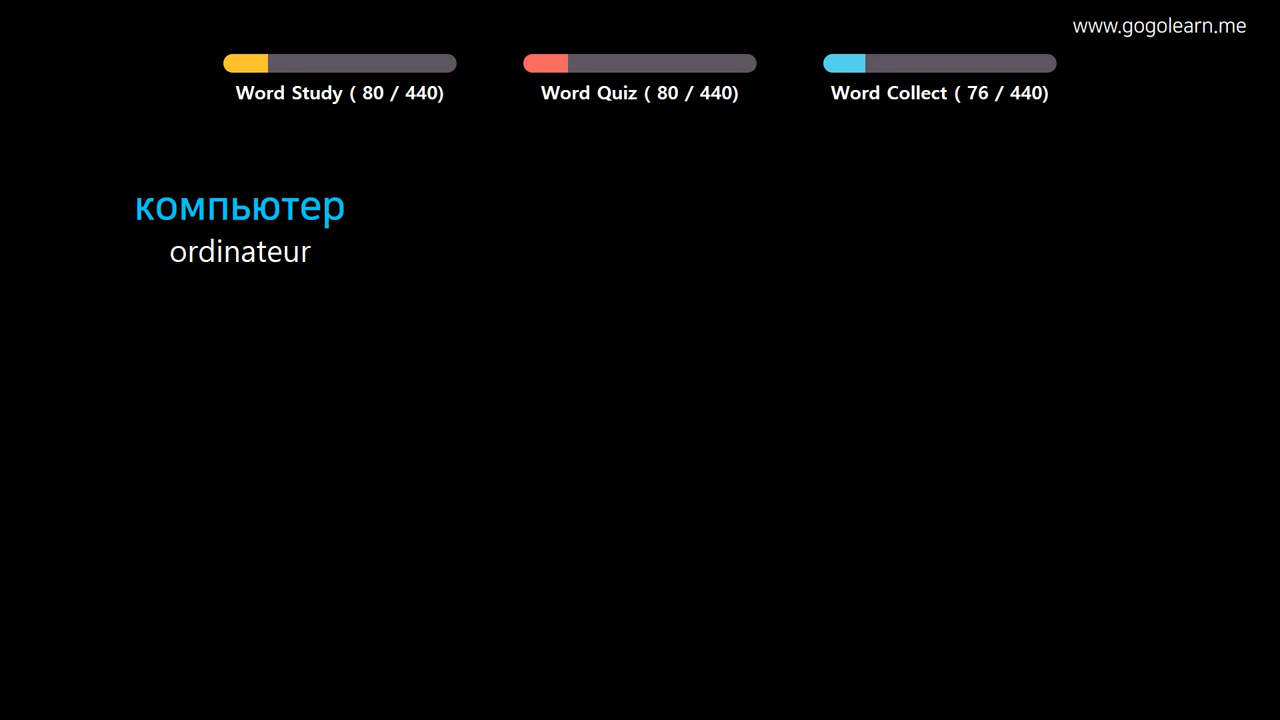 www.gogolearn.me
Word Study ( 80 / 440)
Word Quiz ( 80 / 440)
Word Collect ( 76 / 440)
компьютер
ordinateur